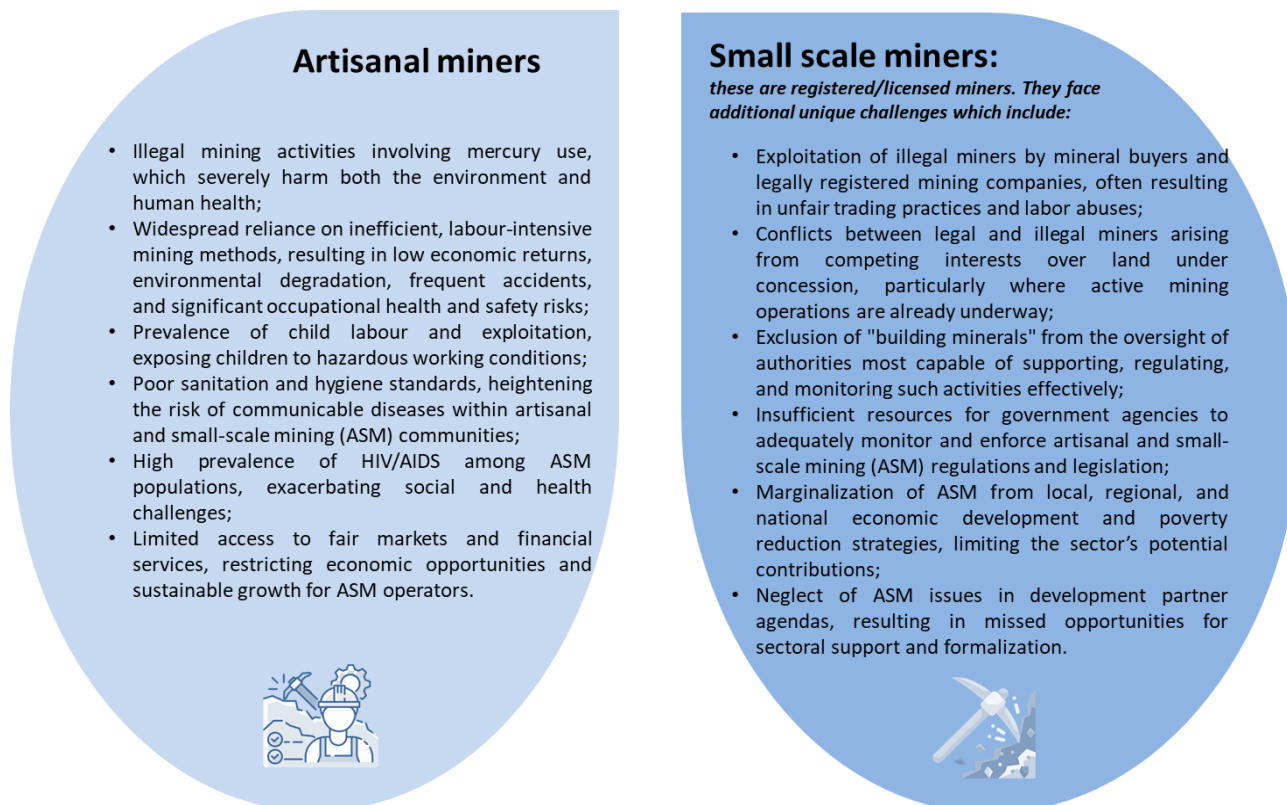 Artisanal miners
• Illegal mining activities involving mercury use,
which severely harm both the environment and
human health;
• Widespread reliance on inefficient, labour-intensive
mining methods, resulting in low economic returns,
environmental degradation, frequent accidents,
and significant occupational health and safety risks;
• Prevalence of child labour and exploitation,
exposing children to hazardous working conditions;
• Poor sanitation and hygiene standards, heightening
the risk of communicable diseases within artisanal
and small-scale mining (ASM) communities;
• High prevalence of HIV/AIDS among ASM
populations, exacerbating social and health
challenges;
• Limited access to fair markets and financial
services, restricting economic opportunities and
sustainable growth for ASM operators.
Small scale miners:
these are registered/licensed miners. They face
additional unique challenges which include:
• Exploitation of illegal miners by mineral buyers and
legally registered mining companies, often resulting
in unfair trading practices and labor abuses;
• Conflicts between legal and illegal miners arising
from competing interests over land under
concession, particularly where active mining
operations are already underway;
• Exclusion of "building minerals" from the oversight of
authorities most capable of supporting, regulating,
and monitoring such activities effectively;
• Insufficient resources for government agencies to
adequately monitor and enforce artisanal and small-
scale mining (ASM) regulations and legislation;
• Marginalization of ASM from local, regional, and
national economic development and poverty
reduction strategies, limiting the sector’s potential
contributions;
• Neglect of ASM issues in development partner
agendas, resulting in missed opportunities for
sectoral support and formalization.